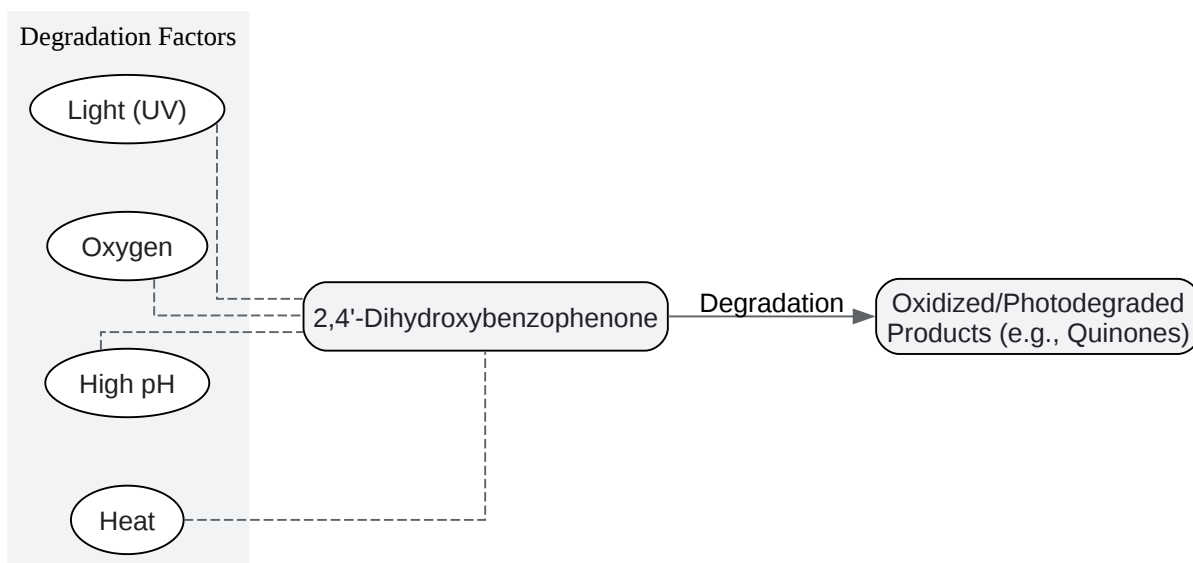 Degradation Factors
Light (UV)
Oxygen
High pH
Heat
2,4'-Dihydroxybenzophenone
Degradation
Oxidized/Photodegraded
Products (e.g., Quinones)